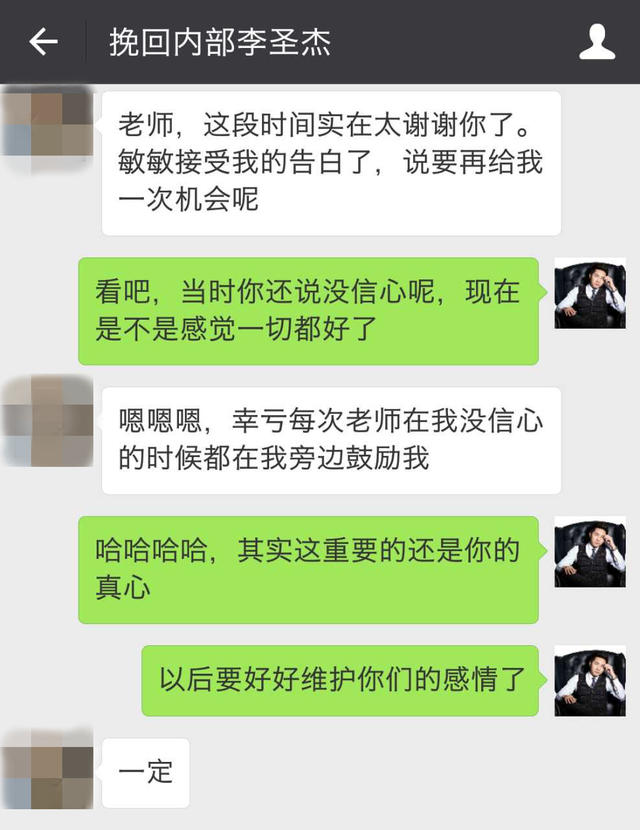 挽回内部李圣杰
老师，这段时间实在太谢谢你了。
敏敏接受我的告白了，说要再给我
一次机会呢
看吧，当时你还说没信心呢，现在
是不是感觉一切都好了
嗯嗯嗯，幸亏每次老师在我没信心
的时候都在我旁边鼓励我
哈哈哈哈，其实这重要的还是你的
真心
以后要好好维护你们的感情了
一定